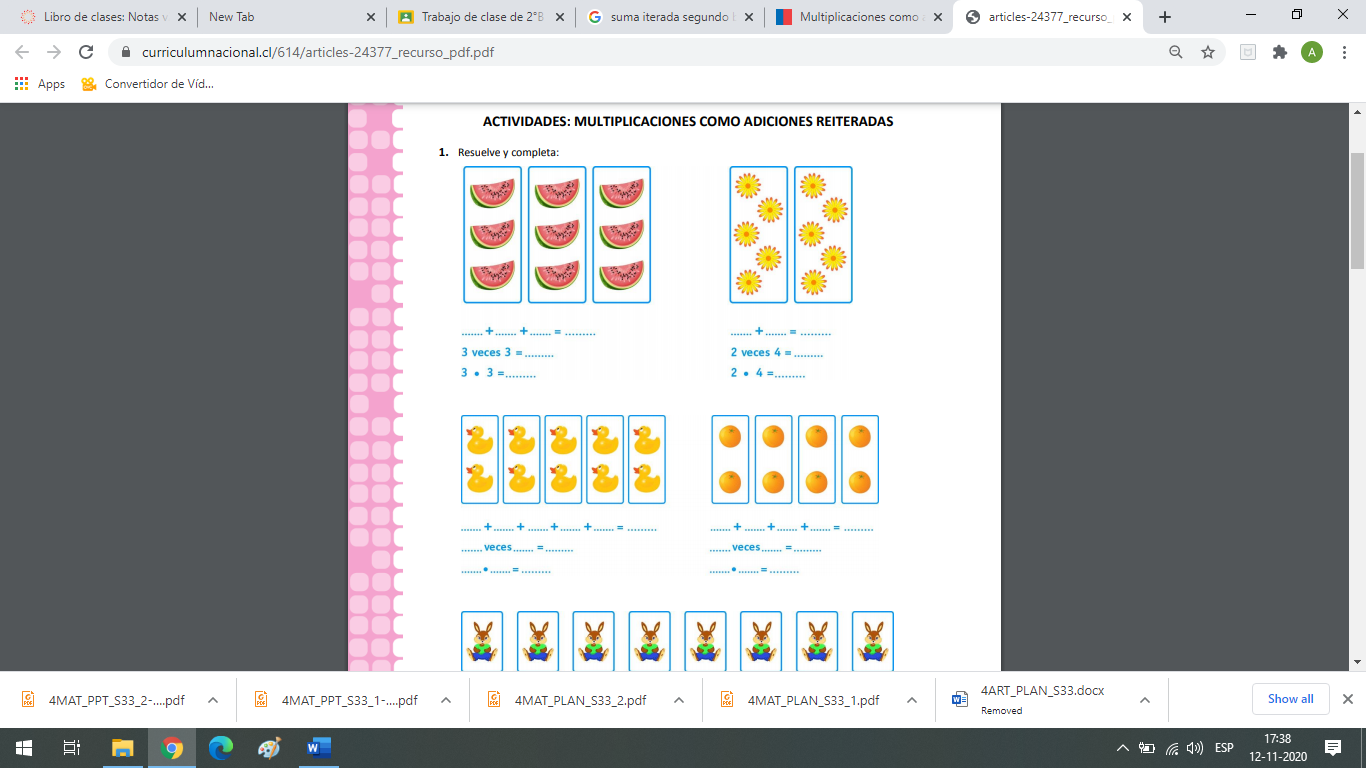 Libro de clases: Notas v
New Tab
Trabajo de clase de 2°B
suma iterada segundo b
Multiplicaciones como a
articles-24377_recurso_
curriculumnacional.cl/614/articles-24377_recurso_pdf.pdf
A
Apps
Convertidor de Víd...
ACTIVIDADES: MULTIPLICACIONES COMO ADICIONES REITERADAS
1. Resuelve y completa:
....... + ....... + ....... = .........
3 veces 3 = .........
3 • 3 = .........
....... + ....... = .........
2 veces 4 = .........
2 • 4 = .........
....... + ....... + ....... + ....... + ....... = .........
....... veces ....... = .........
....... • ....... = .........
....... + ....... + ....... + ....... = .........
....... veces ....... = .........
....... • ....... = .........
4MAT_PPT_S33_2-....pdf
4MAT_PPT_S33_1-....pdf
4MAT_PLAN_S33_2.pdf
4MAT_PLAN_S33_1.pdf
4ART_PLAN_S33.docx
Removed
Show all
ESP
17:38
12-11-2020